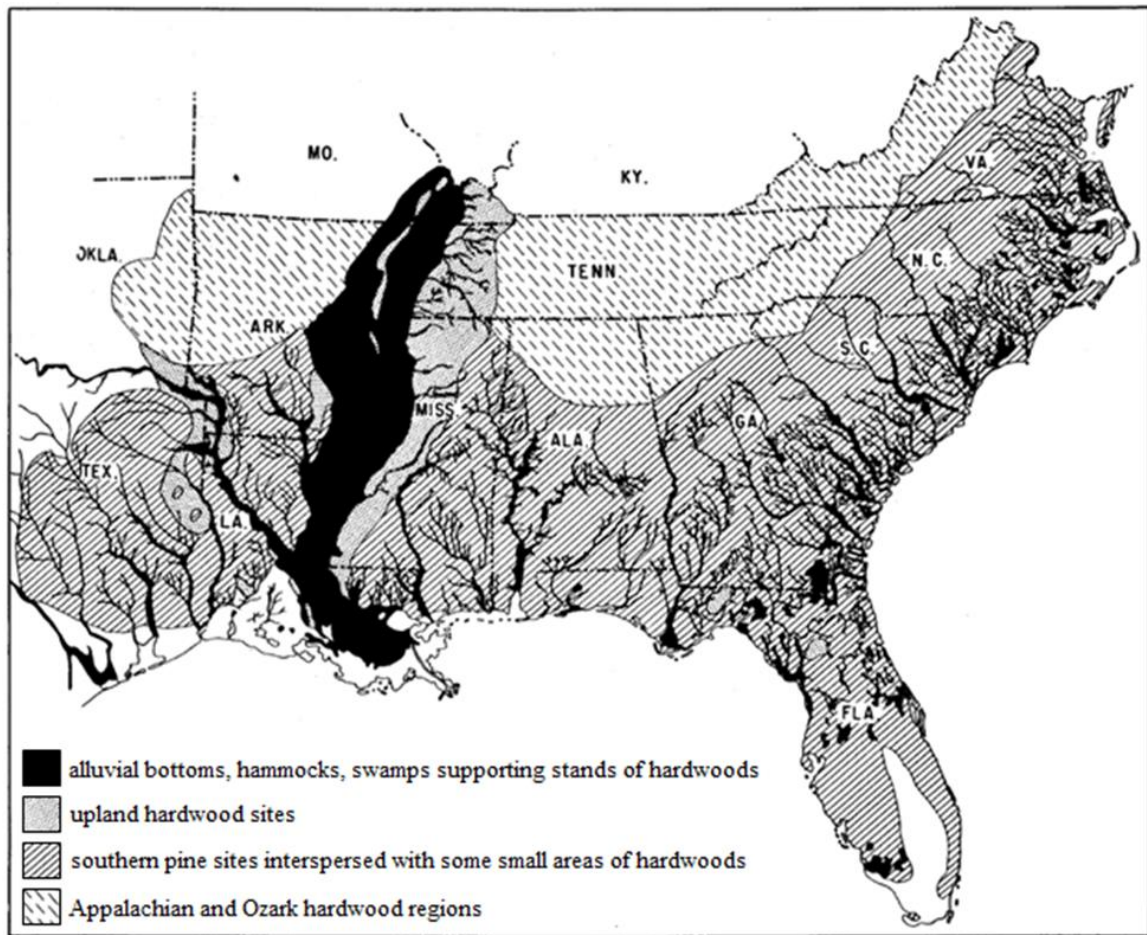 MO.
KY.
VA.
OKLA.
TENN.
N.C.
ARK.
S.C.
MISS.
GA.
ALA.
TEX.
LA.
FLA.
alluvial bottoms, hammocks, swamps supporting stands of hardwoods
upland hardwood sites
southern pine sites interspersed with some small areas of hardwoods
Appalachian and Ozark hardwood regions